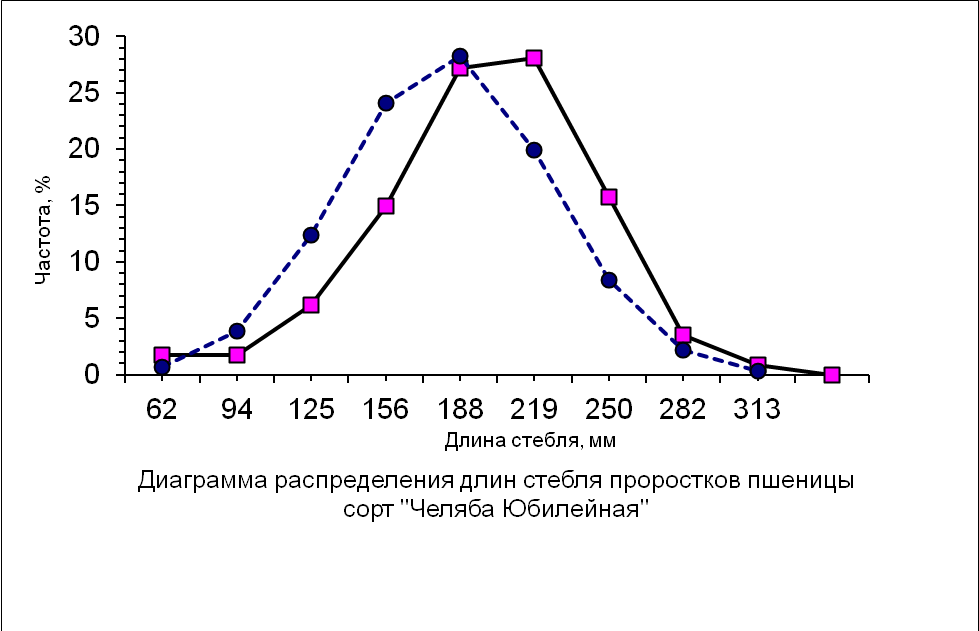 30
25
20
15
10
5
0
Частота, %
62 94 125 156 188 219 250 282 313
Длина стебля, мм
Диаграмма распределения длин стебля проростков пшеницы
сорт "Челяба Юбилейная"